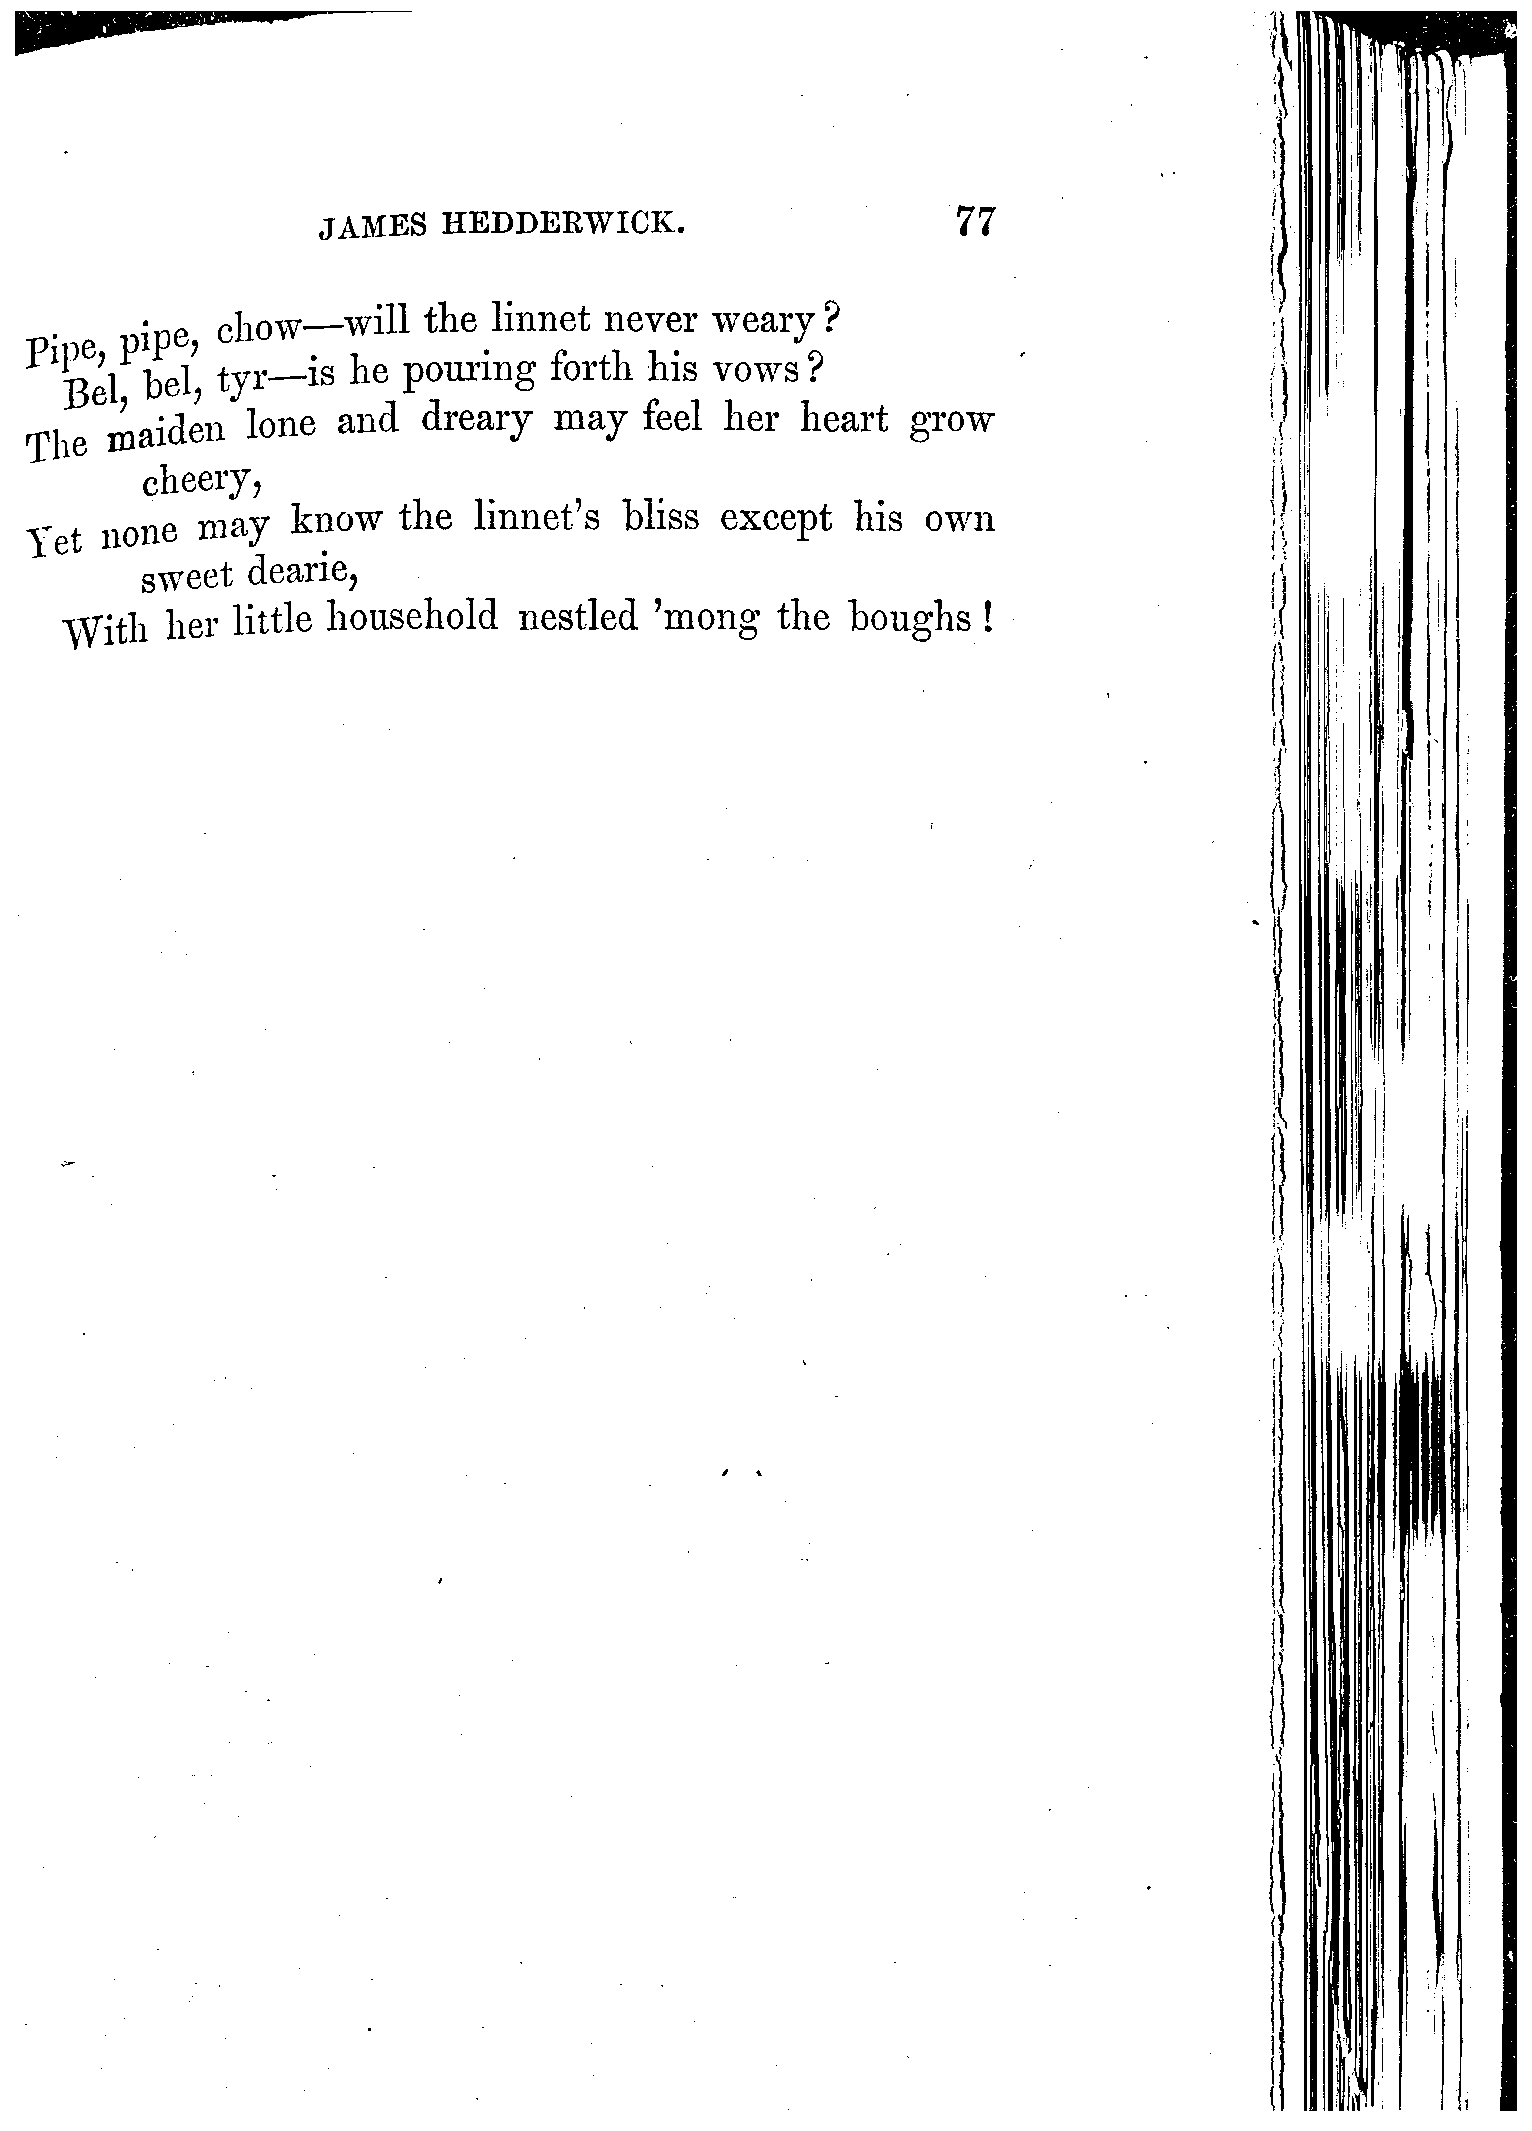 JAMES HEDDERWICK. 77
Pipe, pipe, chow—will the linnet never weary?
Bel, bel, tyr—is he pouring forth his vows?
The maiden lone and dreary may feel her heart grow
cheery,
Yet none may know the linnet's bliss except his own
sweet dearie,
With her little household nestled 'mong the boughs!